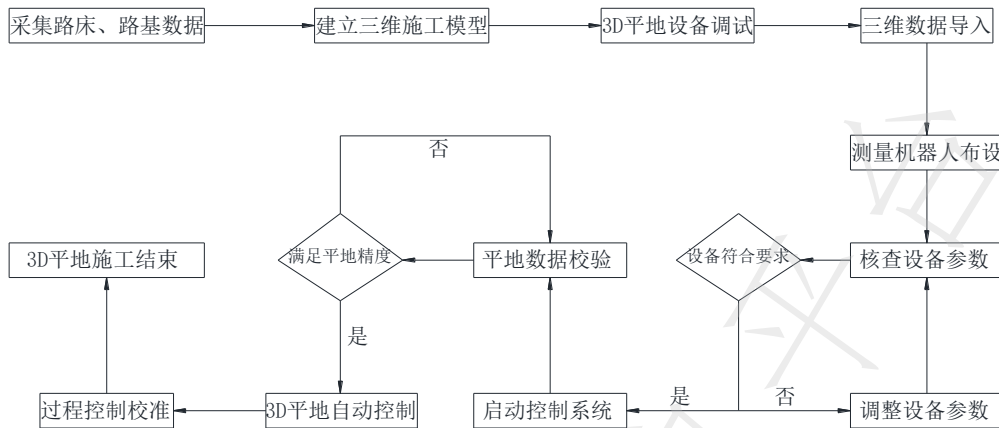 采集路床、路基数据
建立三维施工模型
3D平地设备调试
三维数据导入
测量机器人布设
否
3D平地施工结束
满足平地精度
平地数据校验
设备符合要求
核查设备参数
是
过程控制校准
3D平地自动控制
启动控制系统
是
否
调整设备参数